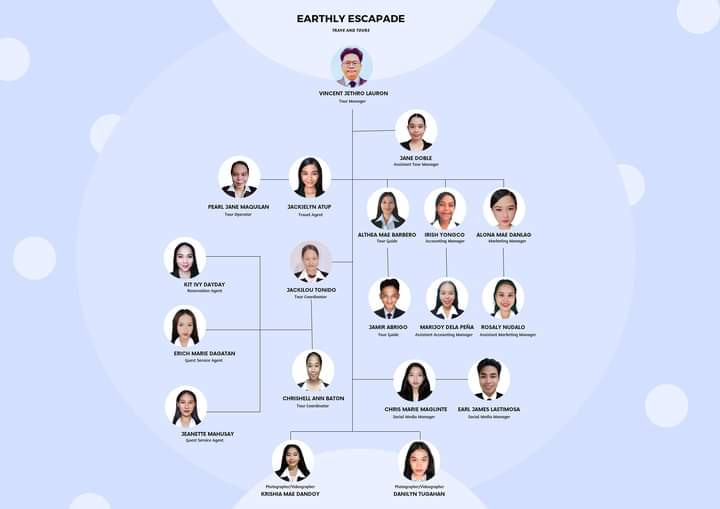 EARTHLY ESCAPADE
TRAVE AND TOURS
VINCENT JETHRO LAURON
Tour Manager
JANE DOBLE
Assistant Tour Manager
PEARL JANE MAQUILAN
Tour Operator
JACKIELYN ATUP
Travel Agent
ALTHEA MAE BARBERO
Tour Guide
IRISH YONGCO
Accounting Manager
ALONA MAE DANLAG
Marketing Manager
KIT IVY DAYDAY
Reservation Agent
JACKILOU TONIDO
Tour Coordinator
JAMIR ABRIGO
Tour Guide
MARIJOY DELA PEÑA
Assistant Accounting Manager
ROSALY NUDALO
Assistant Marketing Manager
ERICH MARIE DAGATAN
Guest Service Agent
CHRISHELL ANN BATON
Tour Coordinator
CHRIS MARIE MAGLINTE
Social Media Manager
EARL JAMES LASTIMOSA
Social Media Manager
JEANETTE MAHUSAY
Guest Service Agent
Photographer/Videographer
KRISHIA MAE DANDOY
Photographer/Videographer
DANILYN TUGAHAN